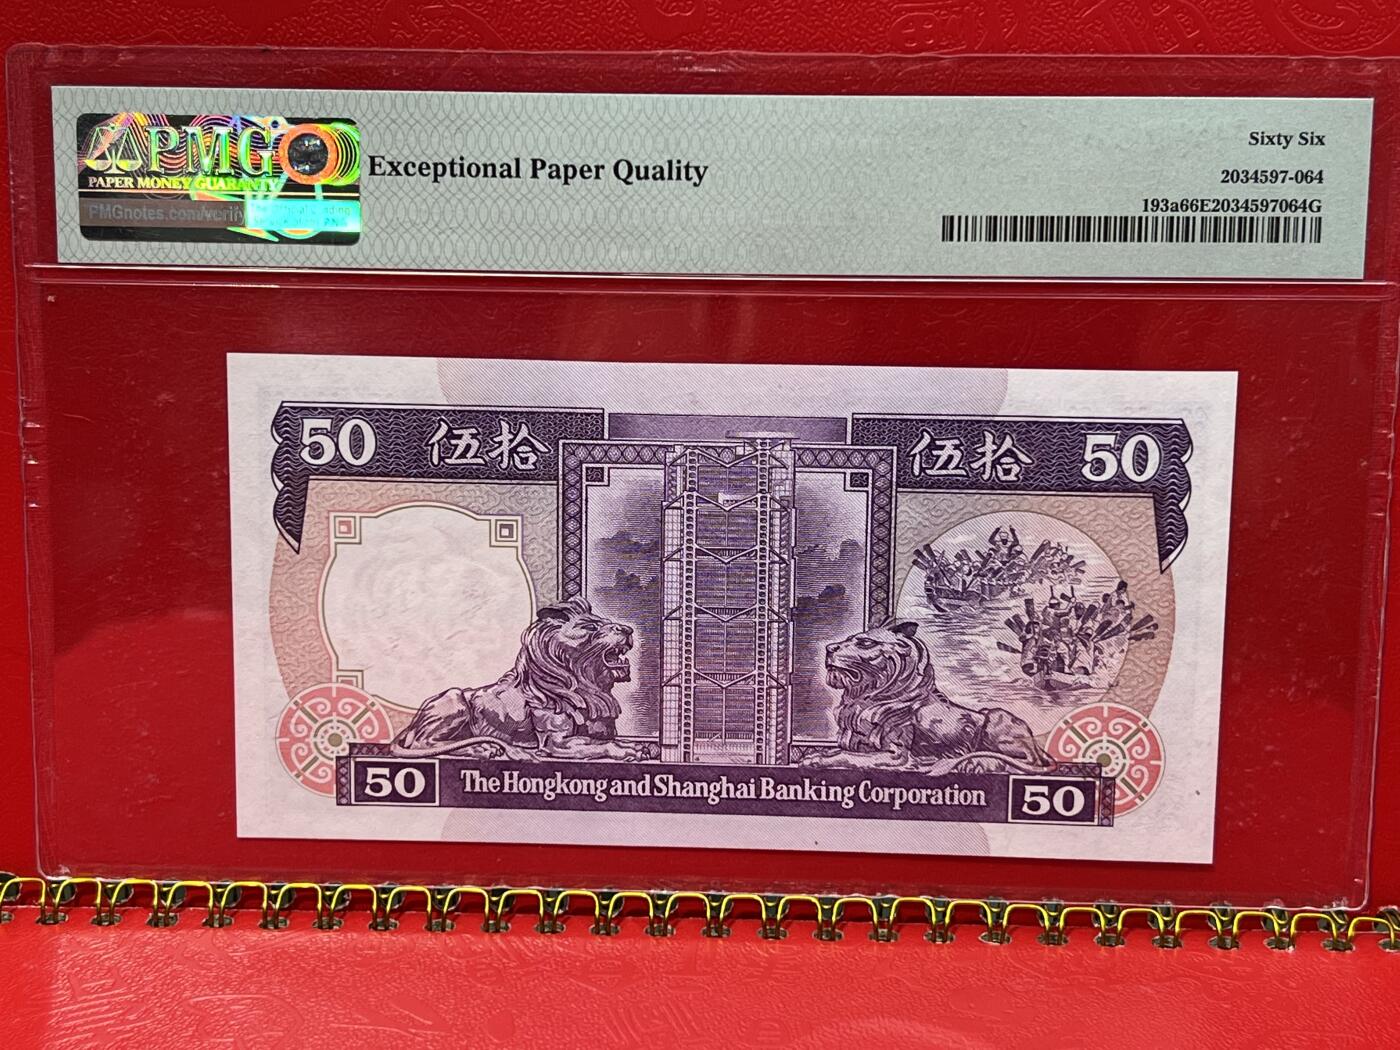 PMG
PAPER MONEY GUARANTY
PMGnotes.com/verify
Exceptional Paper Quality
Sixty Six
2034597-064
193a66E2034597064G
50 伍拾
伍拾 50
50 The Hongkong and Shanghai Banking Corporation 50